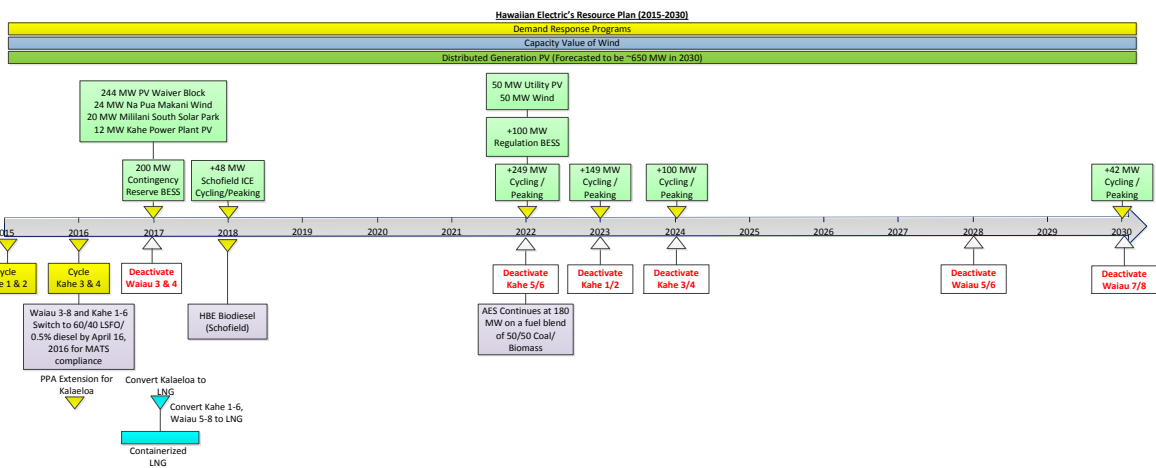 Hawaiian Electric's Resource Plan (2015-2030)
Demand Response Programs
Capacity Value of Wind
Distributed Generation PV (Forecasted to be ~650 MW in 2030)
244 MW PV Waiver Block
24 MW Na Pua Makani Wind
20 MW Mililani South Solar Park
12 MW Kahe Power Plant PV
50 MW Utility PV
50 MW Wind
+100 MW
Regulation BESS
200 MW
Contingency
Reserve BESS
+48 MW
Schofield ICE
Cycling/Peaking
+249 MW
Cycling /
Peaking
+149 MW
Cycling /
Peaking
+100 MW
Cycling /
Peaking
+42 MW
Cycling /
Peaking
015 2016 2017 2018 2019 2020 2021 2022 2023 2024 2025 2026 2027 2028 2029 2030
ycle
e 1 & 2
Cycle
Kahe 3 & 4
Deactivate
Waiau 3 & 4
Deactivate
Kahe 5/6
Deactivate
Kahe 1/2
Deactivate
Kahe 3/4
Deactivate
Waiau 5/6
Deactivate
Waiau 7/8
Waiau 3-8 and Kahe 1-6
Switch to 60/40 LSFO/
0.5% diesel by April 16,
2016 for MATS
compliance
HBE Biodiesel
(Schofield)
AES Continues at 180
MW on a fuel blend
of 50/50 Coal/
Biomass
PPA Extension for
Kalaeloa
Convert Kalaeloa to
LNG
Convert Kahe 1-6,
Waiau 5-8 to LNG
Containerized
LNG